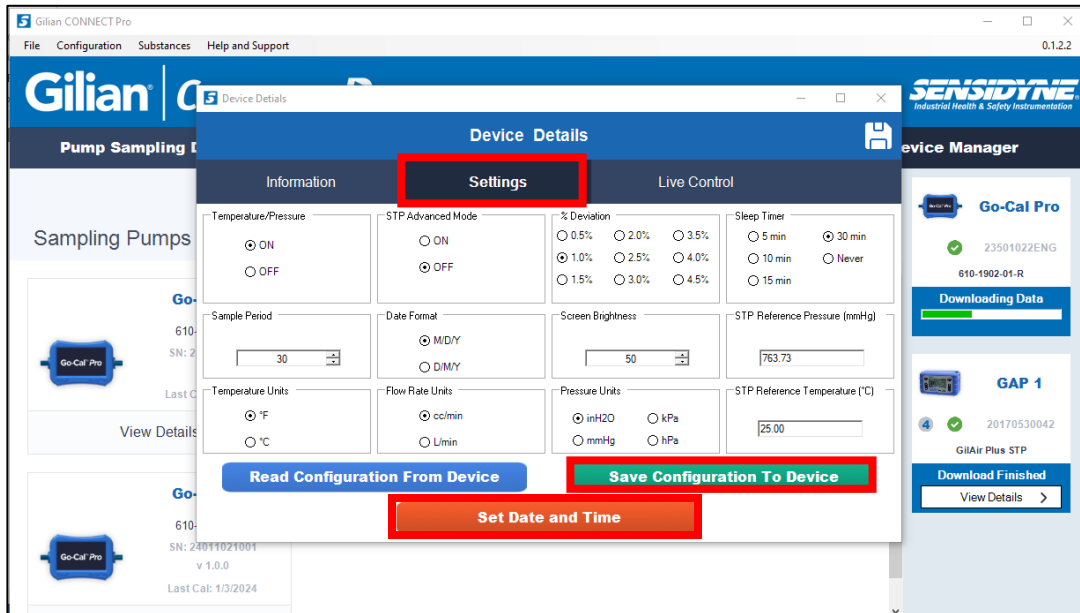 Gilian CONNECT Pro
File Configuration Substances Help and Support 0.1.2.2
Gilian
SENSIDYNE
Industrial Health & Safety Instrumentation
Device Detials
Device Details
Pump Sampling
evice Manager
Information Settings Live Control
Sampling Pumps
Temperature/Pressure
ON
OFF
STP Advanced Mode
ON
OFF
% Deviation
0.5% 2.0% 3.5%
1.0% 2.5% 4.0%
1.5% 3.0% 4.5%
Sleep Timer
5 min 30 min
10 min Never
15 min
Sample Period
30
Date Format
M/D/Y
D/M/Y
Screen Brightness
50
STP Reference Pressure (mmHg)
763.73
Temperature Units
°F
°C
Flow Rate Units
cc/min
L/min
Pressure Units
inH2O kPa
mmHg hPa
STP Reference Temperature (°C)
25.00
Read Configuration From Device
Save Configuration To Device
Set Date and Time
Go-
610-
SN: 2
Last C
Go-Cal Pro
View Details
Go-
610-
SN: 24011021001
v 1.0.0
Last Cal: 1/3/2024
Go-Cal Pro
Go-Cal Pro
23501022ENG
610-1902-01-R
Downloading Data
GAP 1
4 20170530042
GilAir Plus STP
Download Finished
View Details >